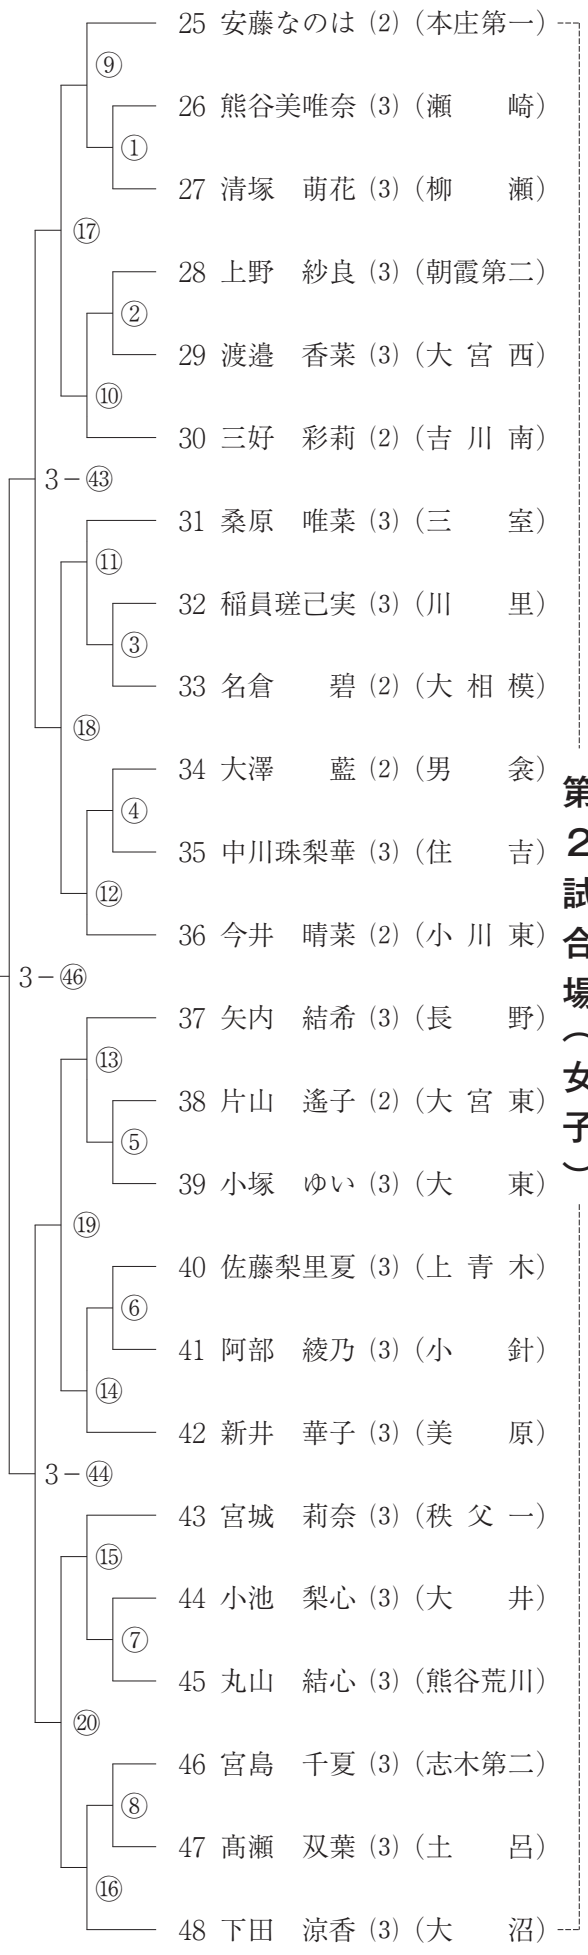 25 安藤なのは (2) (本庄第一)
⑨
26 熊谷美唯奈 (3) (瀬　崎)
①
27 清塚　萌花 (3) (柳　瀬)
⑰
28 上野　紗良 (3) (朝霞第二)
②
29 渡邉　香菜 (3) (大 宮 西)
⑩
30 三好　彩莉 (2) (吉 川 南)
3－㊸
31 桑原　唯菜 (3) (三　室)
⑪
32 稲員瑳己実 (3) (川　里)
③
33 名倉　　碧 (2) (大 相 模)
⑱
34 大澤　　藍 (2) (男　衾)
④
35 中川珠梨華 (3) (住　吉)
⑫
36 今井　晴菜 (2) (小 川 東)
3－㊻
37 矢内　結希 (3) (長　野)
⑬
38 片山　遙子 (2) (大 宮 東)
⑤
39 小塚　ゆい (3) (大　東)
⑲
40 佐藤梨里夏 (3) (上 青 木)
⑥
41 阿部　綾乃 (3) (小　針)
⑭
42 新井　華子 (3) (美　原)
3－㊹
43 宮城　莉奈 (3) (秩 父 一)
⑮
44 小池　梨心 (3) (大　井)
⑦
45 丸山　結心 (3) (熊谷荒川)
⑳
46 宮島　千夏 (3) (志木第二)
⑧
47 髙瀬　双葉 (3) (土　呂)
⑯
48 下田　涼香 (3) (大　沼)
第２試合場（女子）